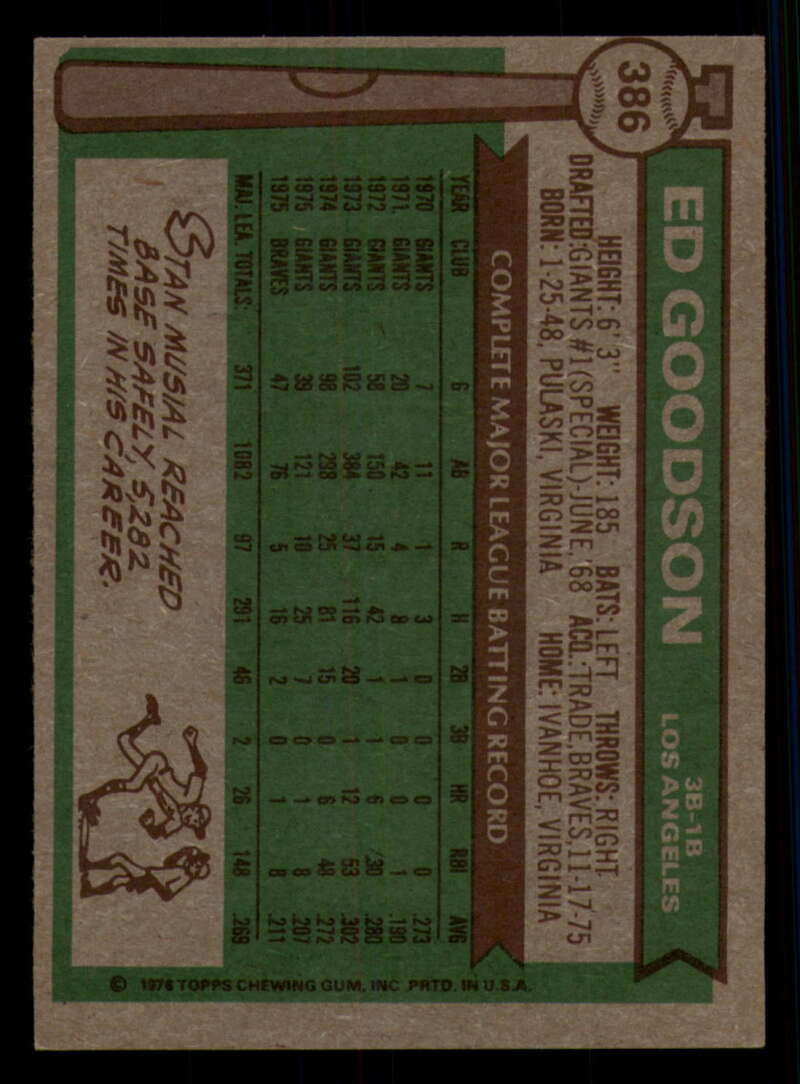 386
ED GOODSON
3B-1B
LOS ANGELES
HEIGHT: 6' 3" WEIGHT: 185 BATS: LEFT THROWS: RIGHT
DRAFTED: GIANTS #1 (SPECIAL)-JUNE, '68 ACQ.: TRADE, BRAVES, 11-17-75
BORN: 1-25-48, PULASKI, VIRGINIA HOME: IVANHOE, VIRGINIA
COMPLETE MAJOR LEAGUE BATTING RECORD
YEAR CLUB G AB R H 2B 3B HR RBI AVG
1970 GIANTS 7 11 1 3 0 0 0 0 .273
1971 GIANTS 20 42 4 8 1 0 0 1 .190
1972 GIANTS 58 150 15 42 1 1 6 30 .280
1973 GIANTS 102 384 37 116 20 1 12 53 .302
1974 GIANTS 98 298 25 81 15 0 6 48 .272
1975 GIANTS 39 121 10 25 7 0 1 8 .207
1975 BRAVES 47 76 5 16 2 0 1 8 .211
MAJ. LEA. TOTALS: 371 1082 97 291 46 2 26 148 .269
STAN MUSIAL REACHED
BASE SAFELY 5,282
TIMES IN HIS CAREER.
© 1976 TOPPS CHEWING GUM, INC. PRTD. IN U.S.A.